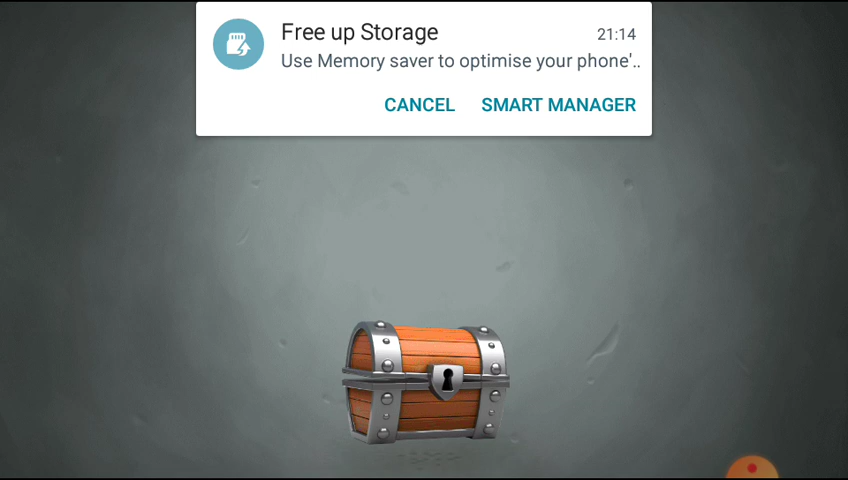 Free up Storage
21:14
Use Memory saver to optimise your phone'..
CANCEL
SMART MANAGER